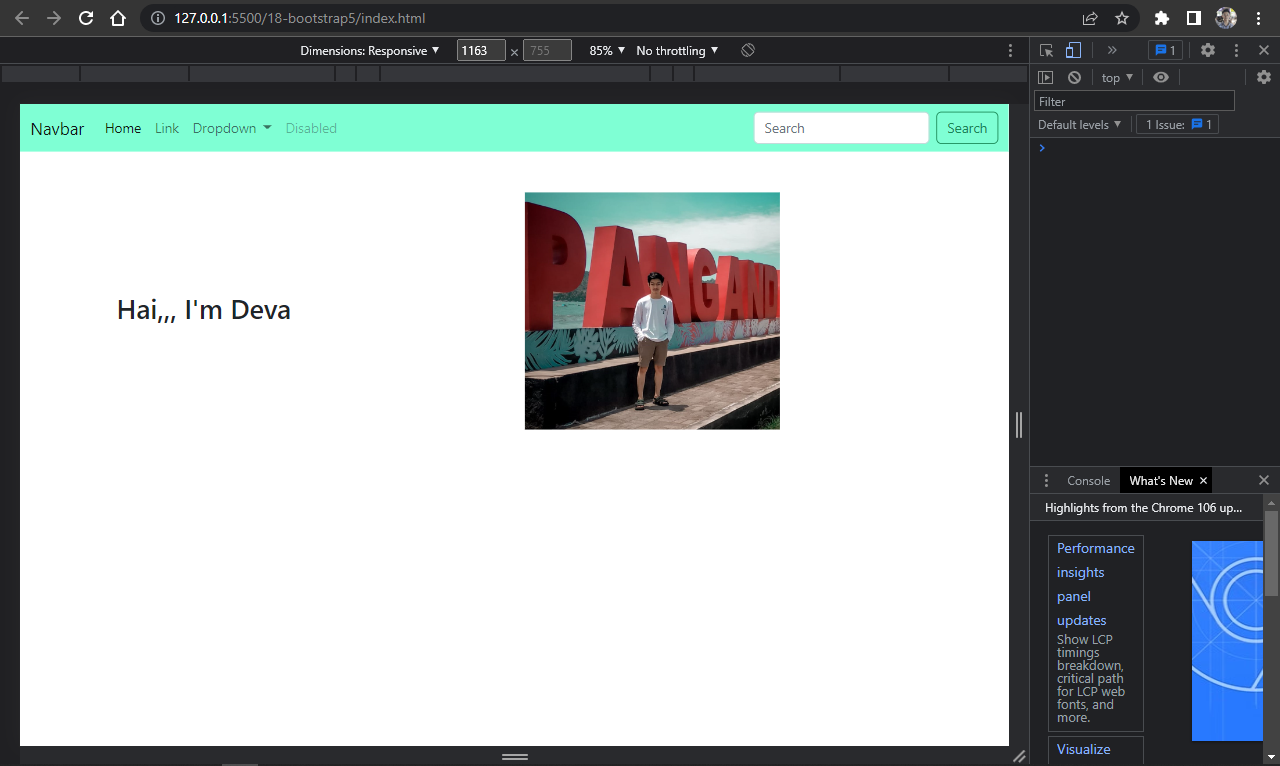 127.0.0.1:5500/18-bootstrap5/index.html
Dimensions: Responsive 1163 × 755 85% No throttling
1
top
Filter
Default levels 1 Issue: 1
Navbar Home Link Dropdown Disabled Search Search
PANGAND
Hai,,, I'm Deva
Console What's New
Highlights from the Chrome 106 up...
Performance
insights
panel
updates
Show LCP
timings
breakdown,
critical path
for LCP web
fonts, and
more.
Visualize